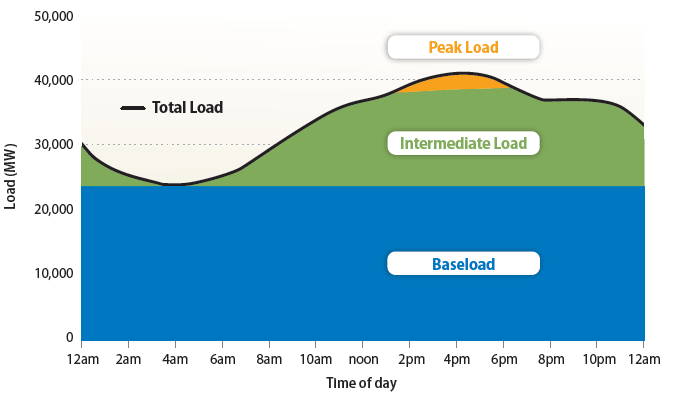 50,000
Peak Load
40,000
Total Load
30,000
Intermediate Load
Load (MW)
20,000
Baseload
10,000
0
12am 2am 4am 6am 8am 10am noon 2pm 4pm 6pm 8pm 10pm 12am
Time of day